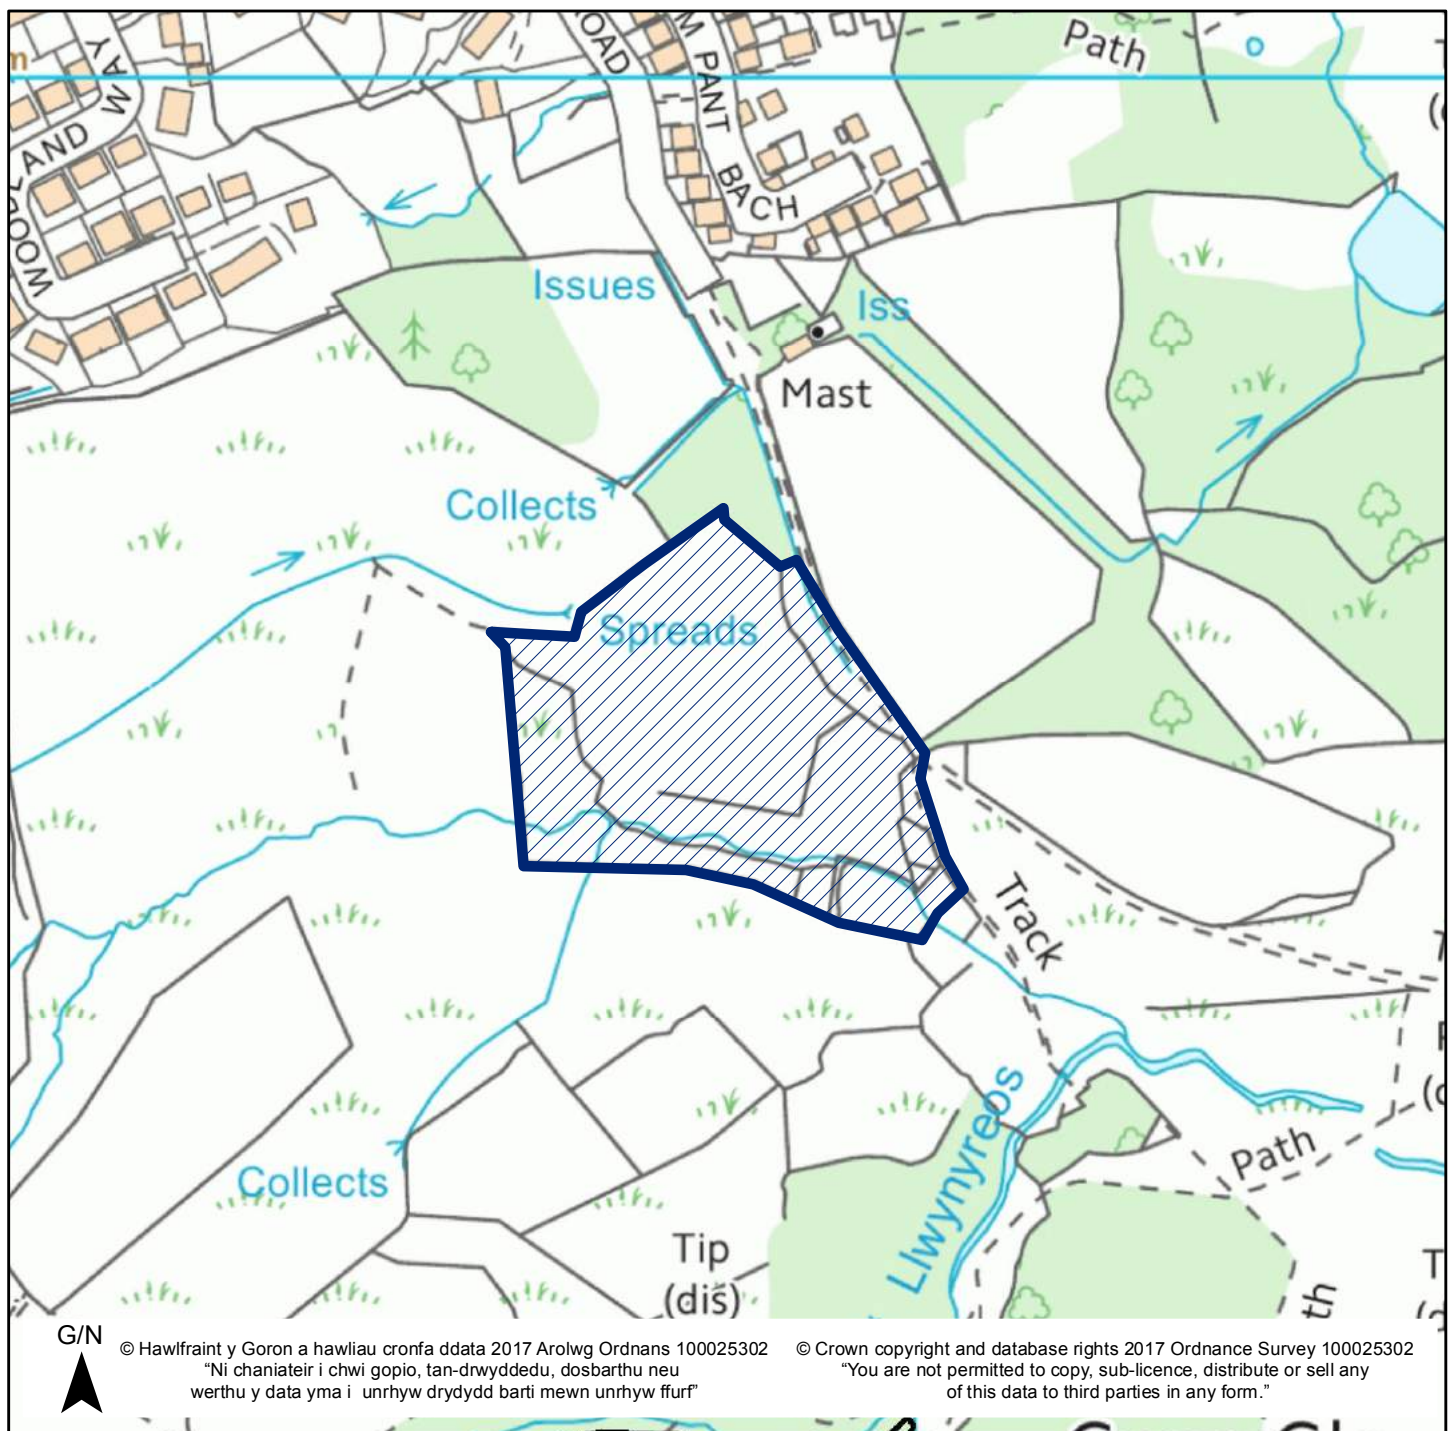 Path
WOODLAND WAY
OAD
M PANT
BACH
Issues
Iss
Mast
Collects
Spreads
Track
Llwynyreos
Path
Collects
Tip
(dis)
G/N
© Hawlfraint y Goron a hawliau cronfa ddata 2017 Arolwg Ordnans 100025302
“Ni chaniateir i chwi gopio, tan-drwyddedu, dosbarthu neu
werthu y data yma i unrhyw drydydd barti mewn unrhyw ffurf”
© Crown copyright and database rights 2017 Ordnance Survey 100025302
“You are not permitted to copy, sub-licence, distribute or sell any
of this data to third parties in any form.”